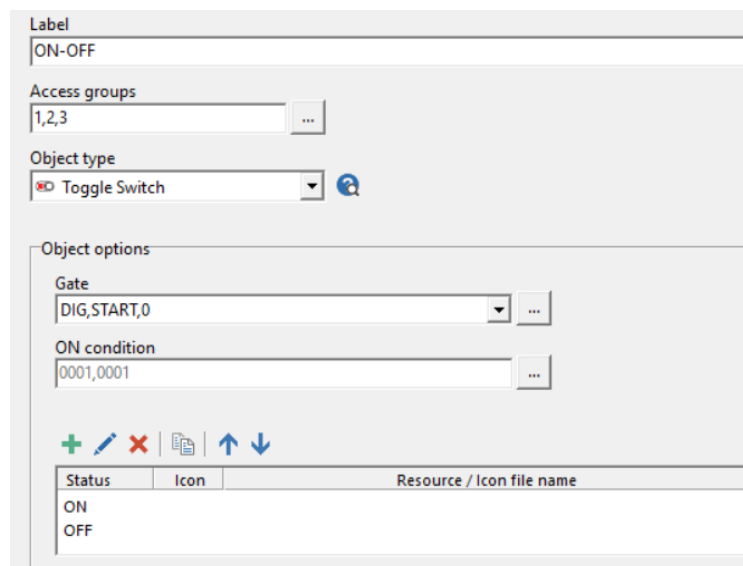 Label
ON-OFF
Access groups
1,2,3
...
Object type
Toggle Switch
Object options
Gate
DIG,START,0
...
ON condition
0001,0001
...
Status Icon Resource / Icon file name
ON
OFF